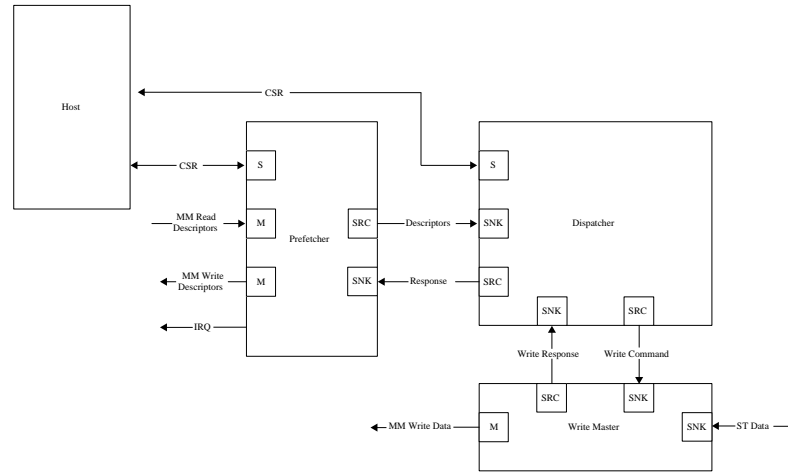 CSR
Host
CSR
S
S
MM Read
Descriptors
M
SRC
Descriptors
SNK
Dispatcher
Prefetcher
MM Write
Descriptors
M
SNK
Response
SRC
IRQ
SNK
SRC
Write Response
Write Command
SRC
SNK
MM Write Data
M
Write Master
SNK
ST Data